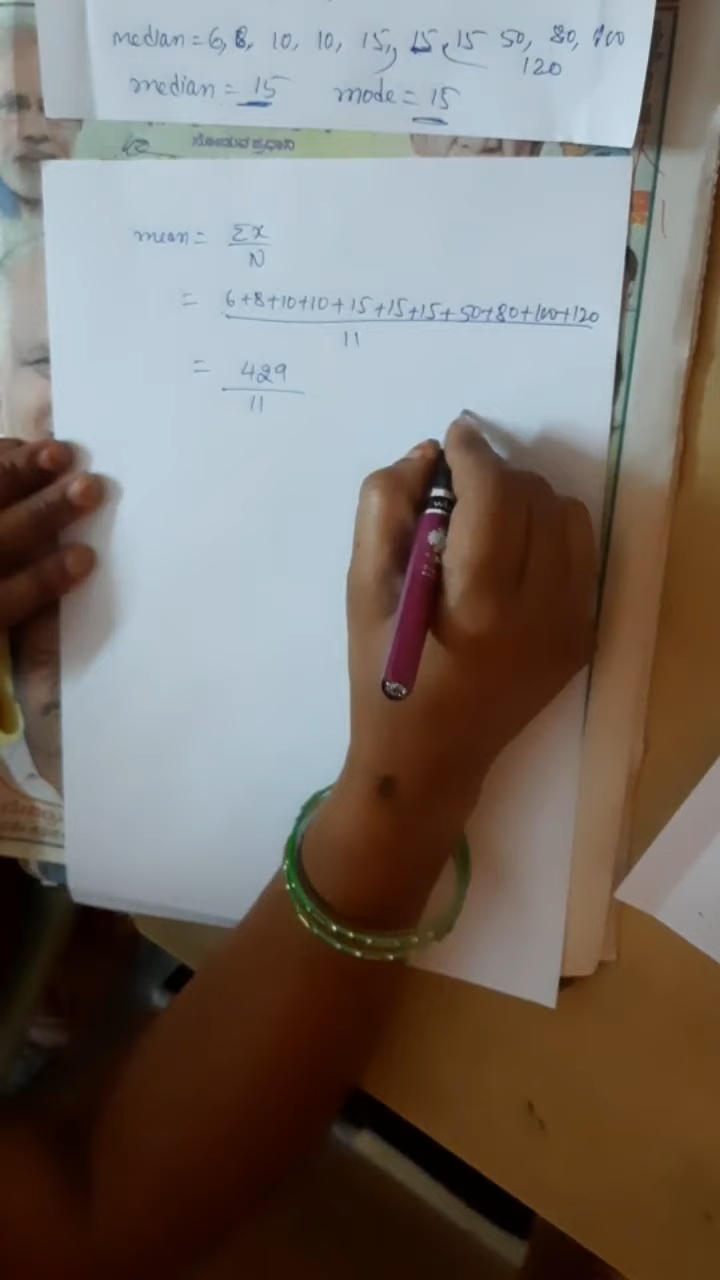 median = 6, 8, 10, 10, 15, 15, 15 50, 80, 100
120
median = 15 mode = 15
ನೋಡುವ ಪ್ರಧಾನಿ
mean = Σx
N
= 6+8+10+10+15+15+15+50+80+100+120
11
= 429
11